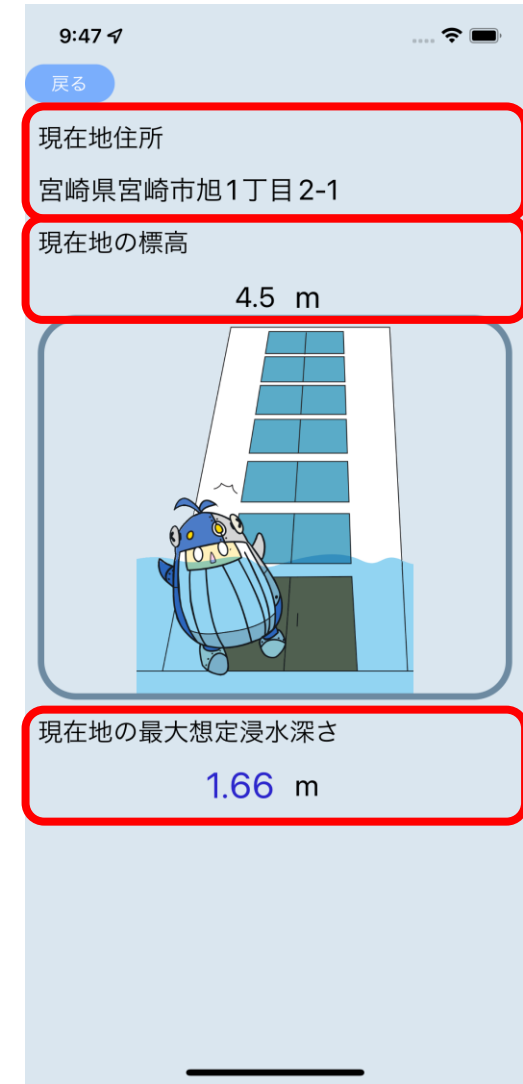 9:47
戻る
現在地住所
宮崎県宮崎市旭1丁目2-1
現在地の標高
4.5 m
現在地の最大想定浸水深さ
1.66 m